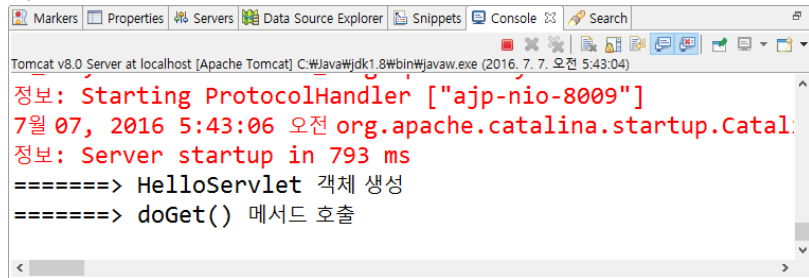 Markers Properties Servers Data Source Explorer Snippets Console Search
Tomcat v8.0 Server at localhost [Apache Tomcat] C:₩Java₩jdk1.8₩bin₩javaw.exe (2016. 7. 7. 오전 5:43:04)
정보: Starting ProtocolHandler ["ajp-nio-8009"]
7월 07, 2016 5:43:06 오전 org.apache.catalina.startup.Catal
정보: Server startup in 793 ms
=======> HelloServlet 객체 생성
=======> doGet() 메서드 호출